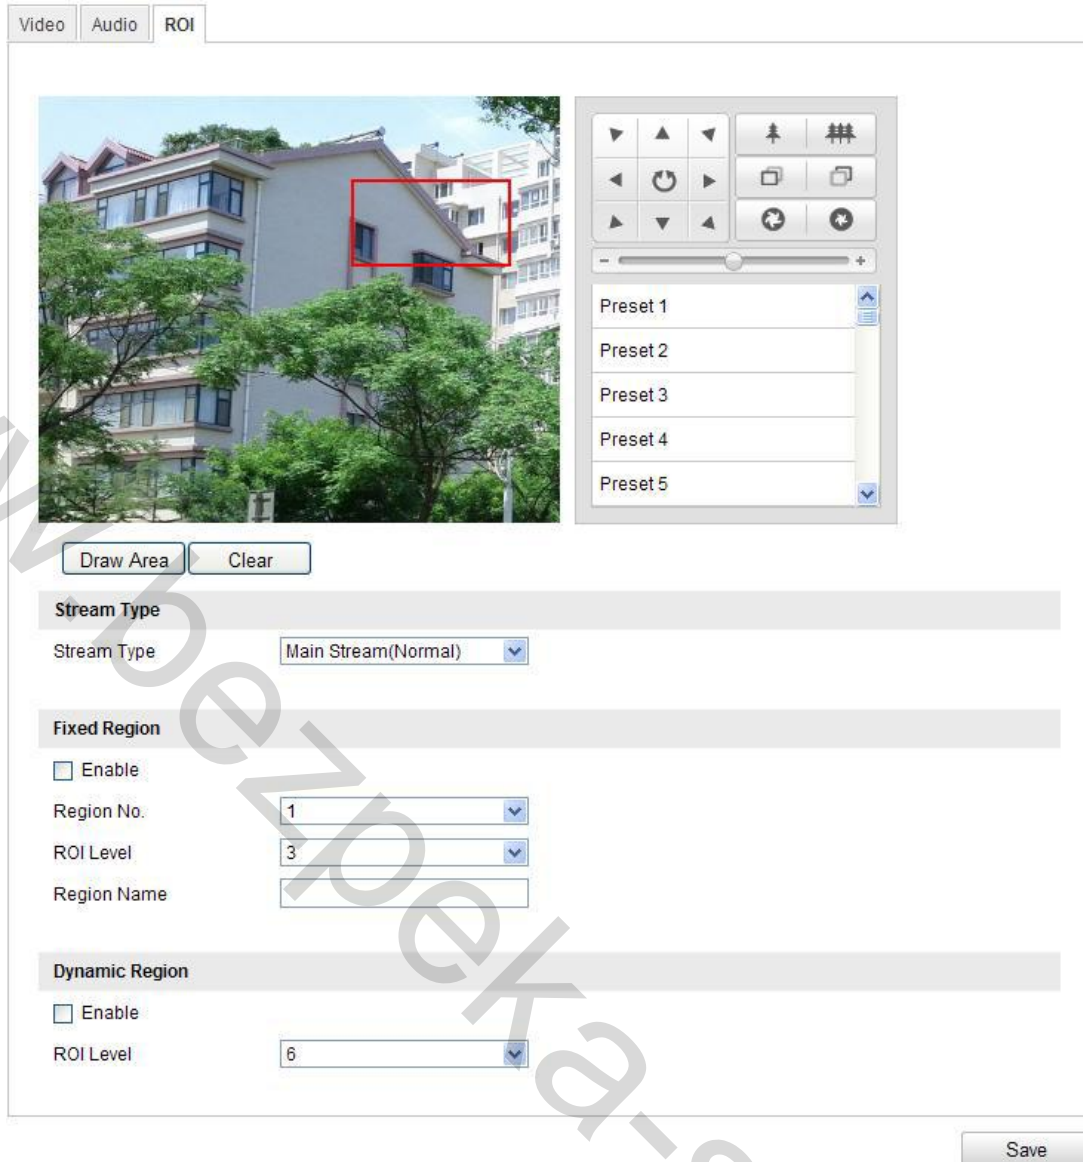 Video Audio ROI
Preset 1
Preset 2
Preset 3
Preset 4
Preset 5
Draw Area Clear
Stream Type
Stream Type Main Stream(Normal)
Fixed Region
Enable
Region No. 1
ROI Level 3
Region Name
Dynamic Region
Enable
ROI Level 6
Save
w.bezpeka-s